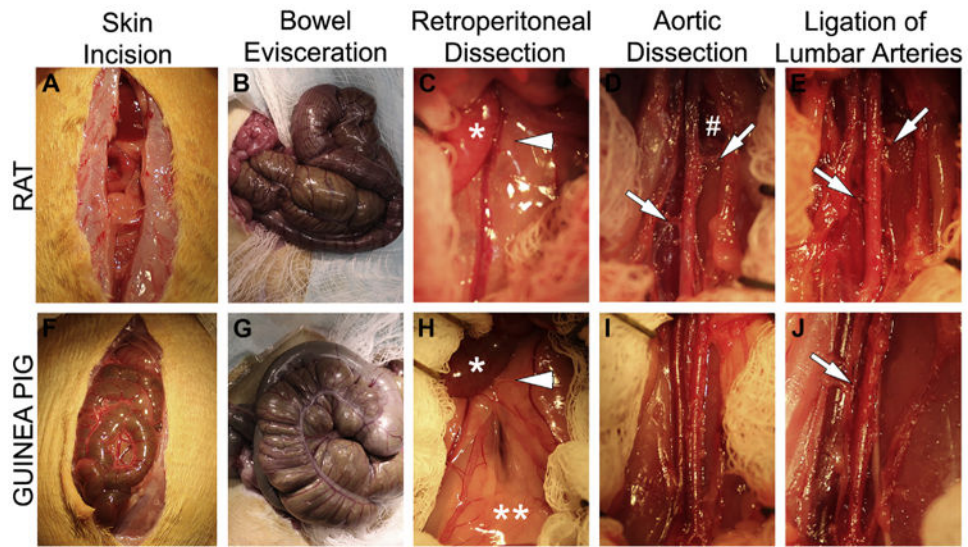 Skin Incision
Bowel Evisceration
Retroperitoneal Dissection
Aortic Dissection
Ligation of Lumbar Arteries
RAT
A
B
C
*
D
#
E
GUINEA PIG
F
G
H
*
**
I
J